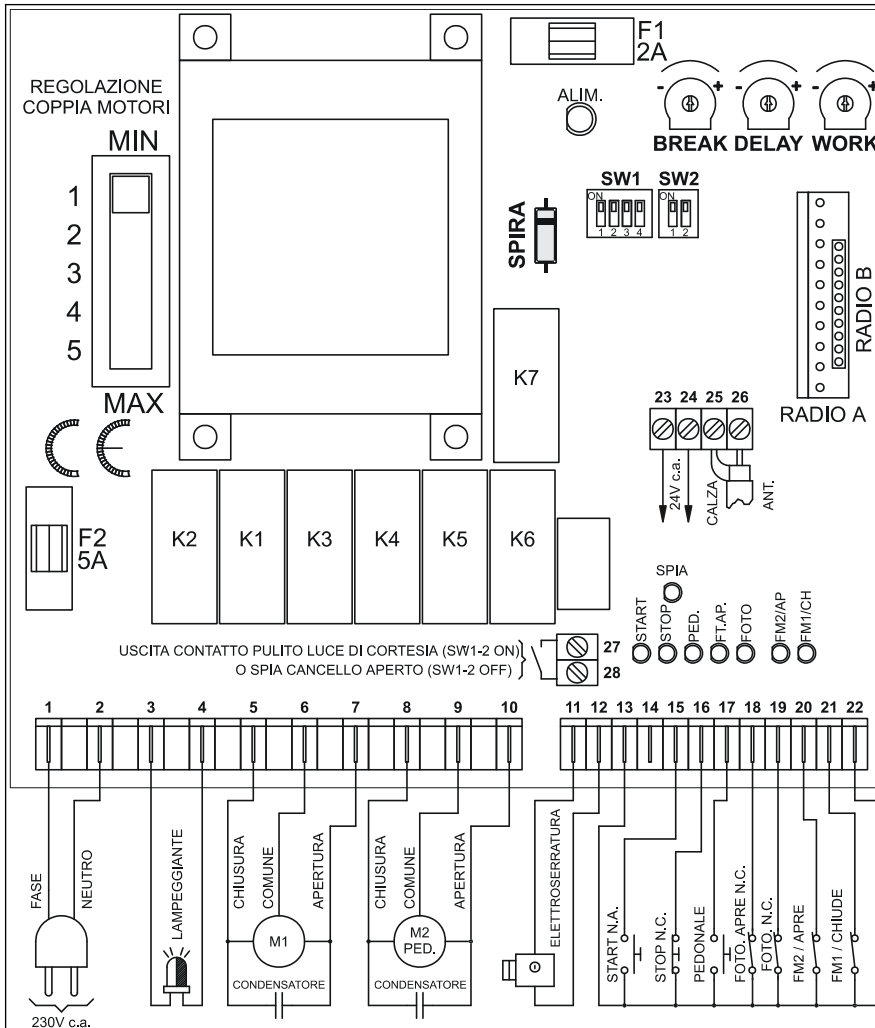 REGOLAZIONE
COPPIA MOTORI
MIN
1
2
3
4
5
MAX
F1
2A
ALIM.
- +
- +
- +
BREAK DELAY WORK
SW1 SW2
ON
1 2 3 4
ON
1 2
SPIRA
RADIO B
RADIO A
K7
23 24 25 26
24V c.a.
CALZA
ANT.
F2
5A
K2 K1 K3 K4 K5 K6
SPIA
START
STOP
PED.
FT.AP.
FOTO
FM2/AP
FM1/CH
USCITA CONTATTO PULITO LUCE DI CORTESIA (SW1-2 ON)
O SPIA CANCELLO APERTO (SW1-2 OFF)
27
28
1 2 3 4 5 6 7 8 9 10 11 12 13 14 15 16 17 18 19 20 21 22
FASE
NEUTRO
230V c.a.
LAMPEGGIANTE
CHIUSURA
COMUNE
APERTURA
M1
CONDENSATORE
CHIUSURA
COMUNE
APERTURA
M2
PED.
CONDENSATORE
ELETTROSERRATURA
START N.A.
STOP N.C.
PEDONALE
FOTO. APRE N.C.
FOTO. N.C.
FM2 / APRE
FM1 / CHIUDE